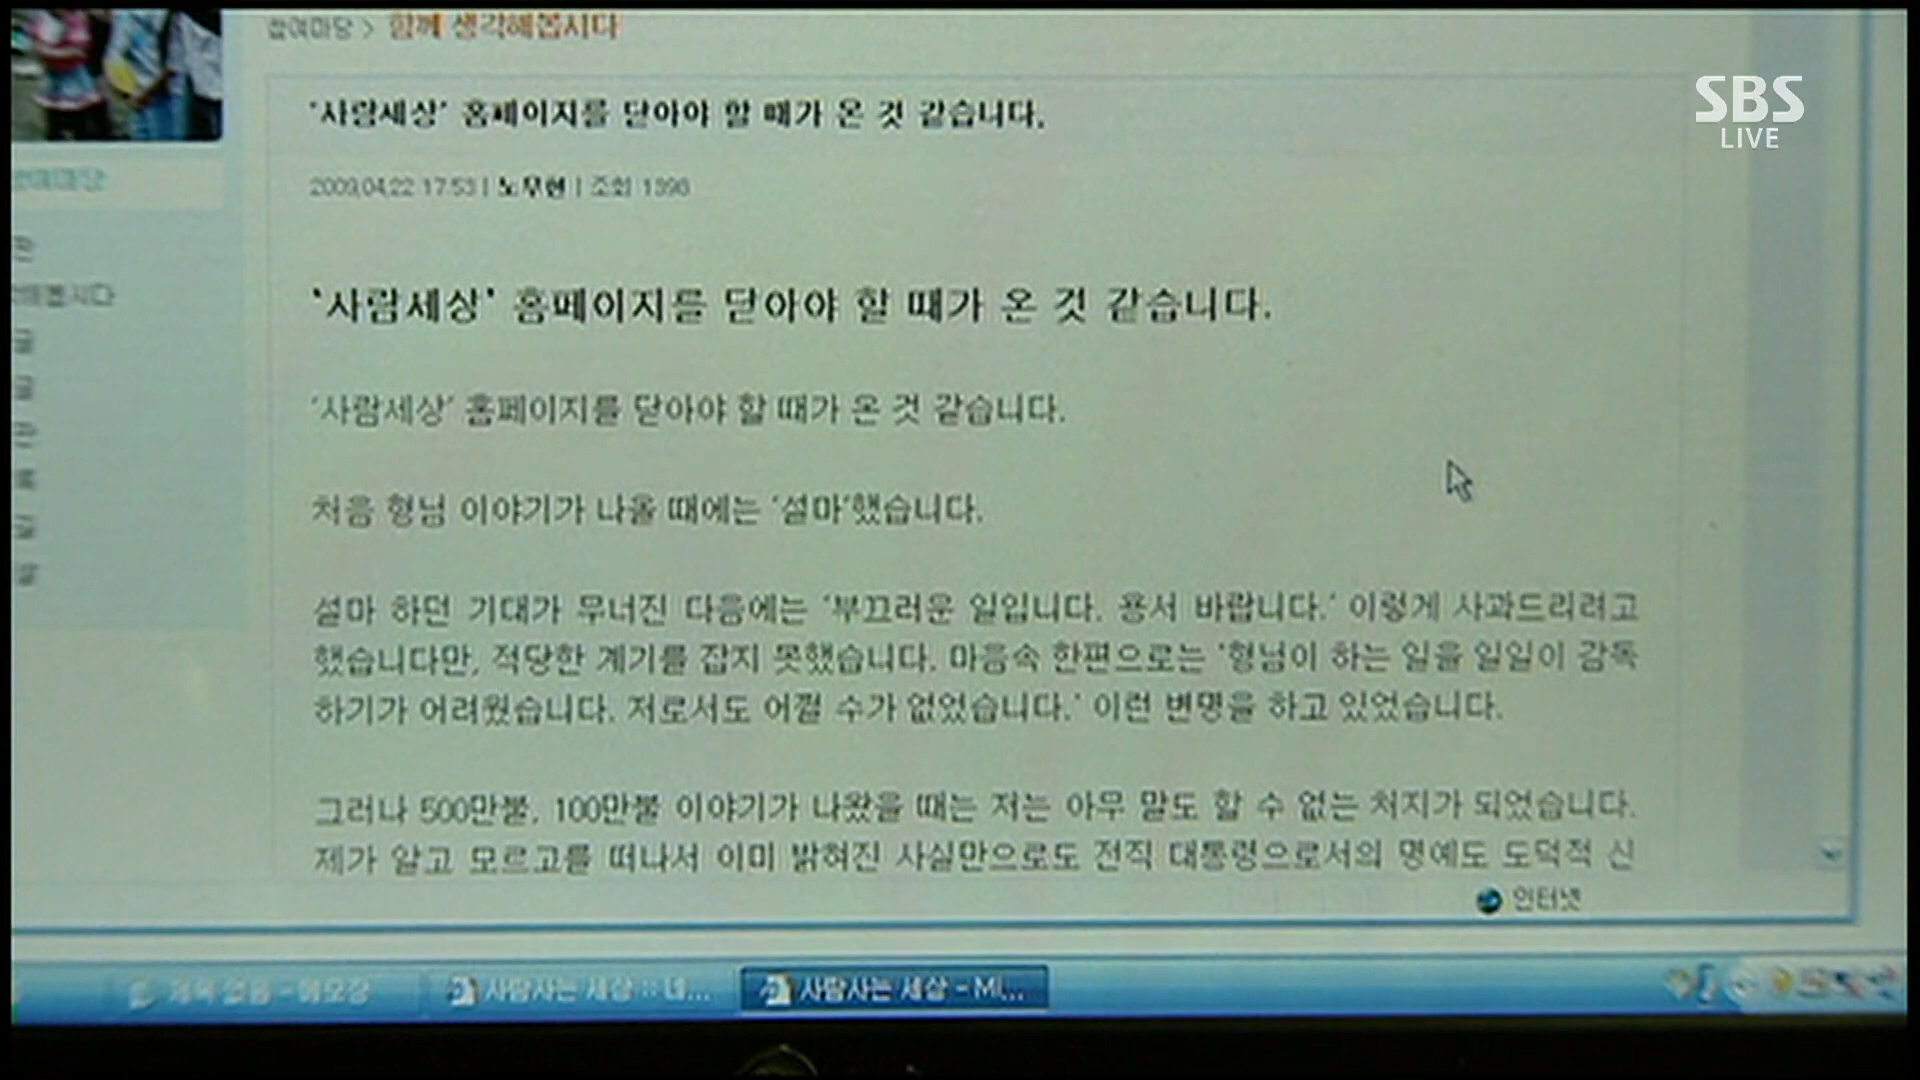 참여마당 > 함께 생각해봅시다
SBS
LIVE
'사람세상' 홈페이지를 닫아야 할 때가 온 것 같습니다.
2009.04.22 17:53 | 노무현 | 조회 1398
'사람세상' 홈페이지를 닫아야 할 때가 온 것 같습니다.
'사람세상' 홈페이지를 닫아야 할 때가 온 것 같습니다.
처음 형님 이야기가 나올 때에는 '설마'했습니다.
설마 하던 기대가 무너진 다음에는 '부끄러운 일입니다. 용서 바랍니다.' 이렇게 사과드리려고
했습니다만, 적당한 계기를 잡지 못했습니다. 마음속 한편으로는 '형님이 하는 일을 일일이 감독
하기가 어려웠습니다. 저로서도 어쩔 수가 없었습니다.' 이런 변명을 하고 있었습니다.
그러나 500만불, 100만불 이야기가 나왔을 때는 저는 아무 말도 할 수 없는 처지가 되었습니다.
제가 알고 모르고를 떠나서 이미 밝혀진 사실만으로도 전직 대통령으로서의 명예도 도덕적 신
인터넷
제목 없음 - 메모장
사람사는 세상 :: 네...
사람사는 세상 - Mi...